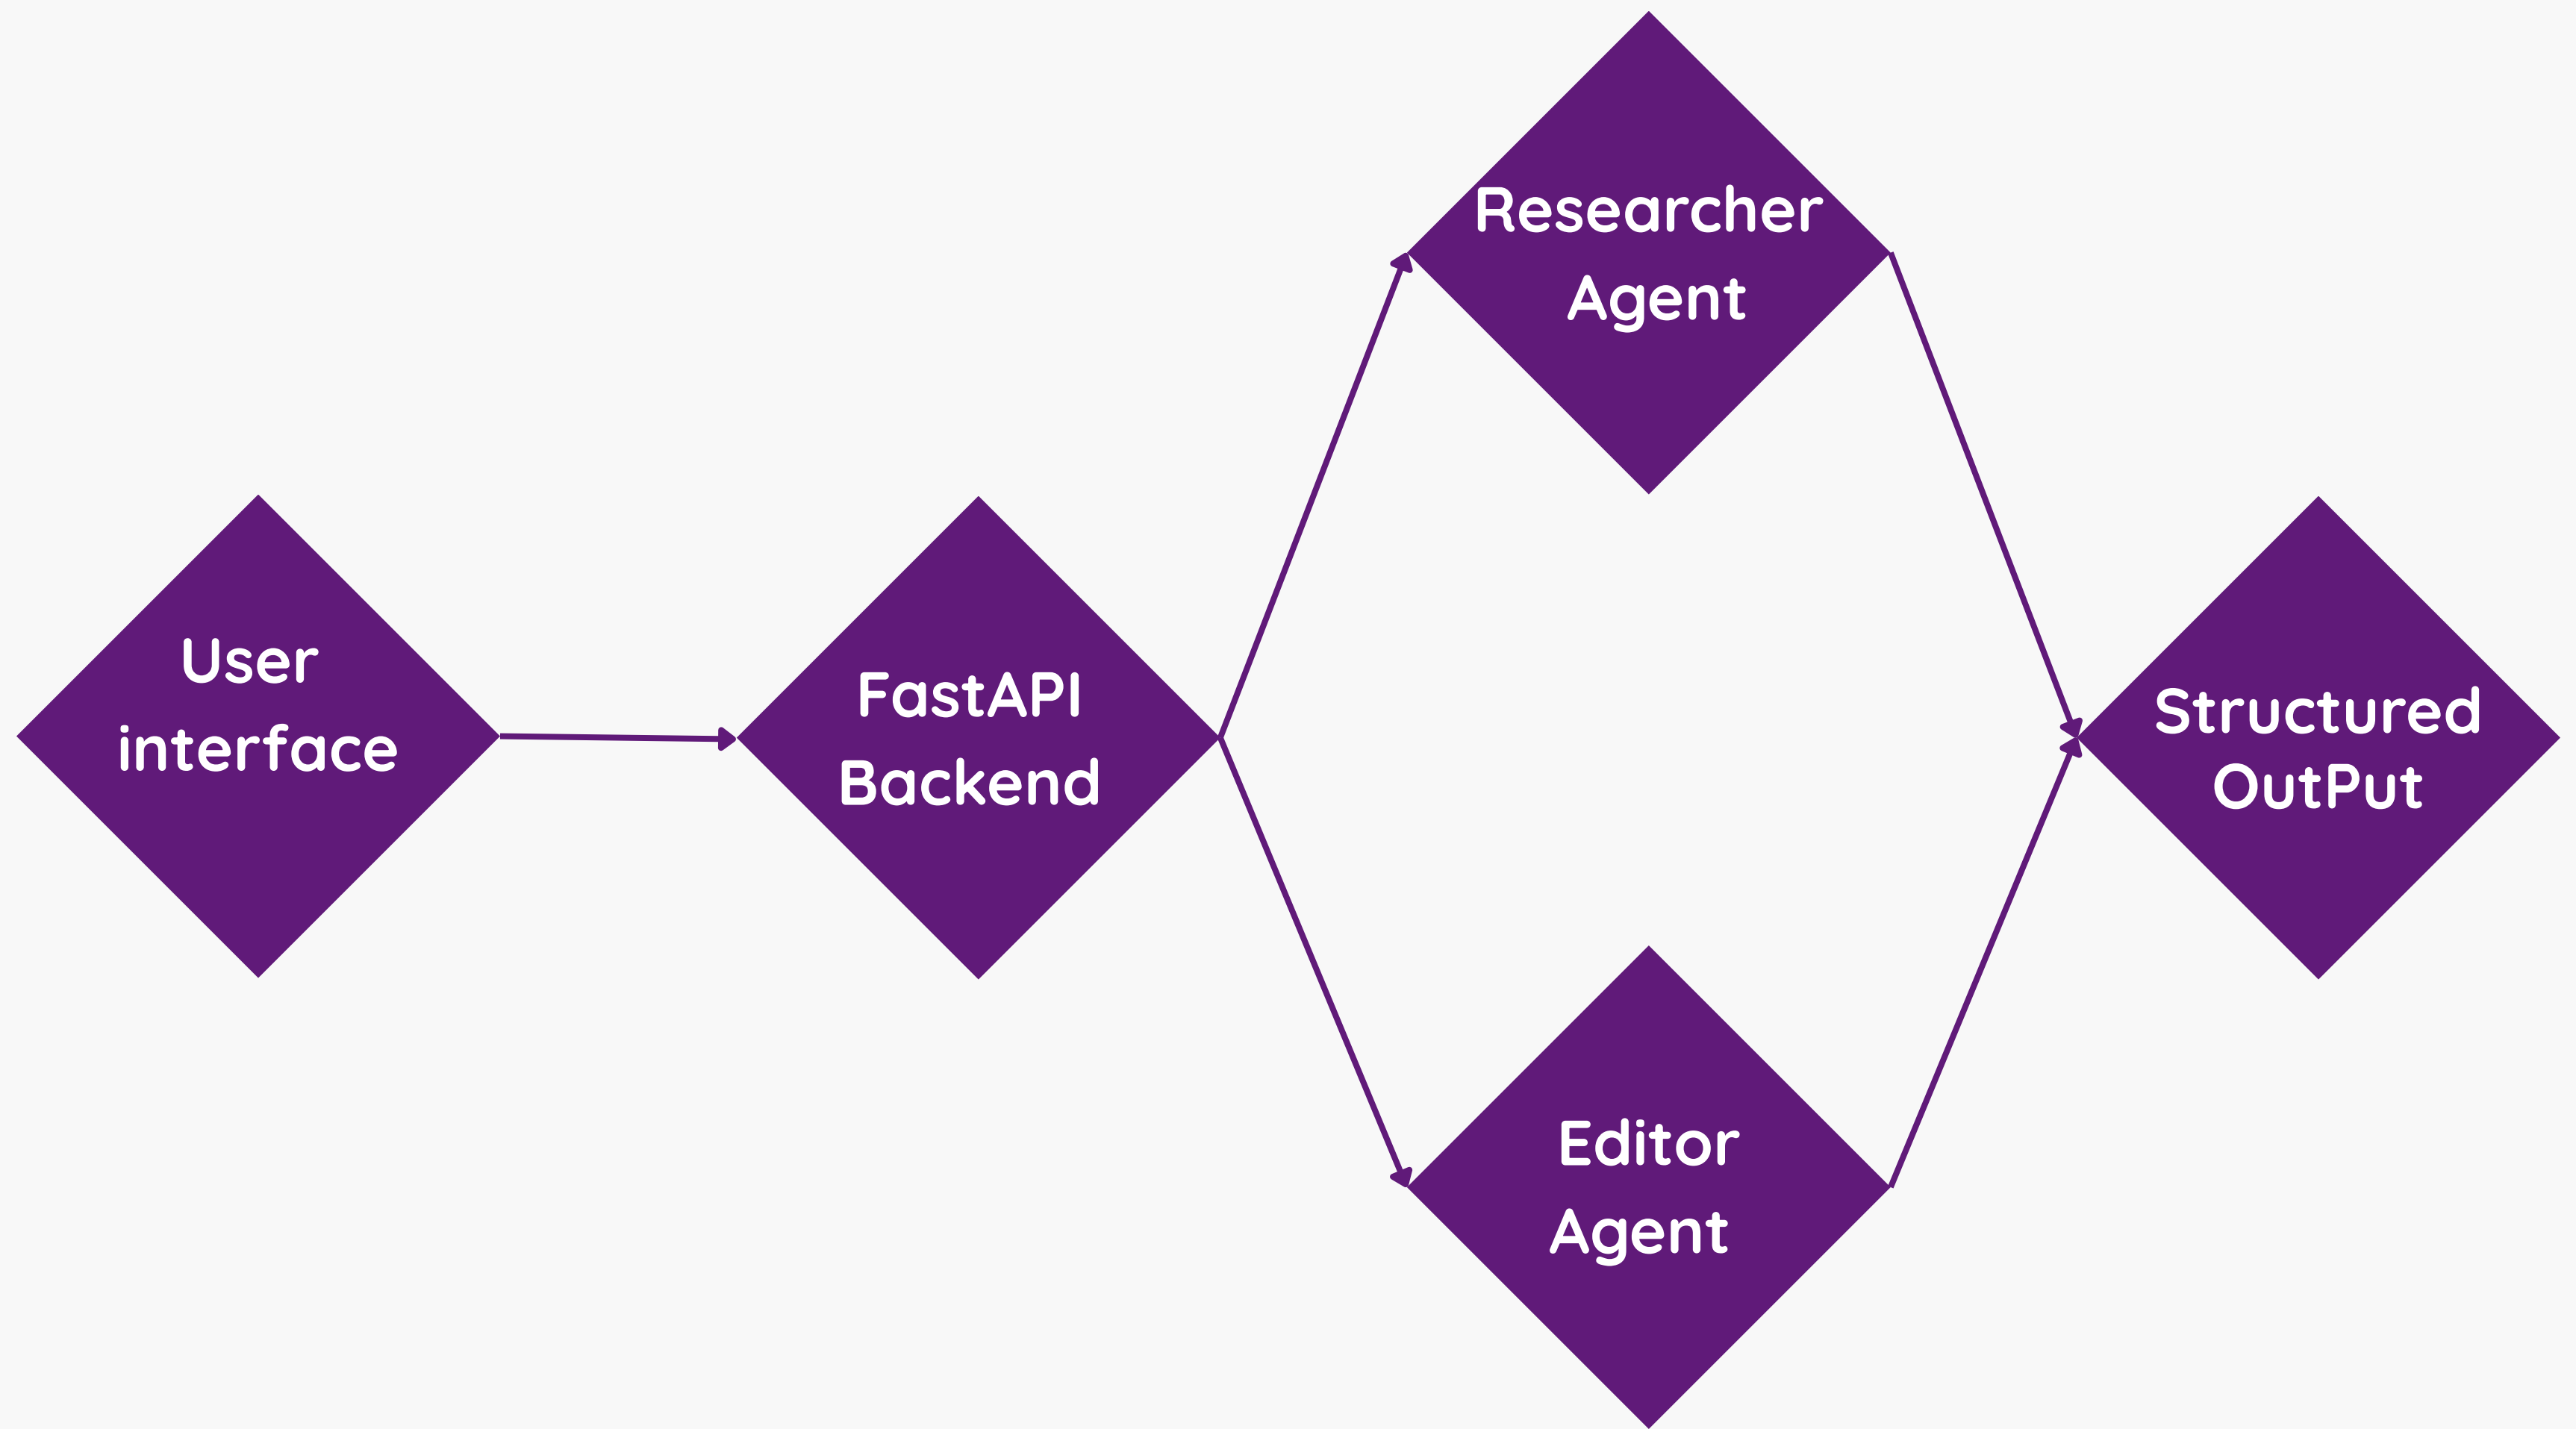 User
interface
FastAPI
Backend
Researcher
Agent
Editor
Agent
Structured
OutPut